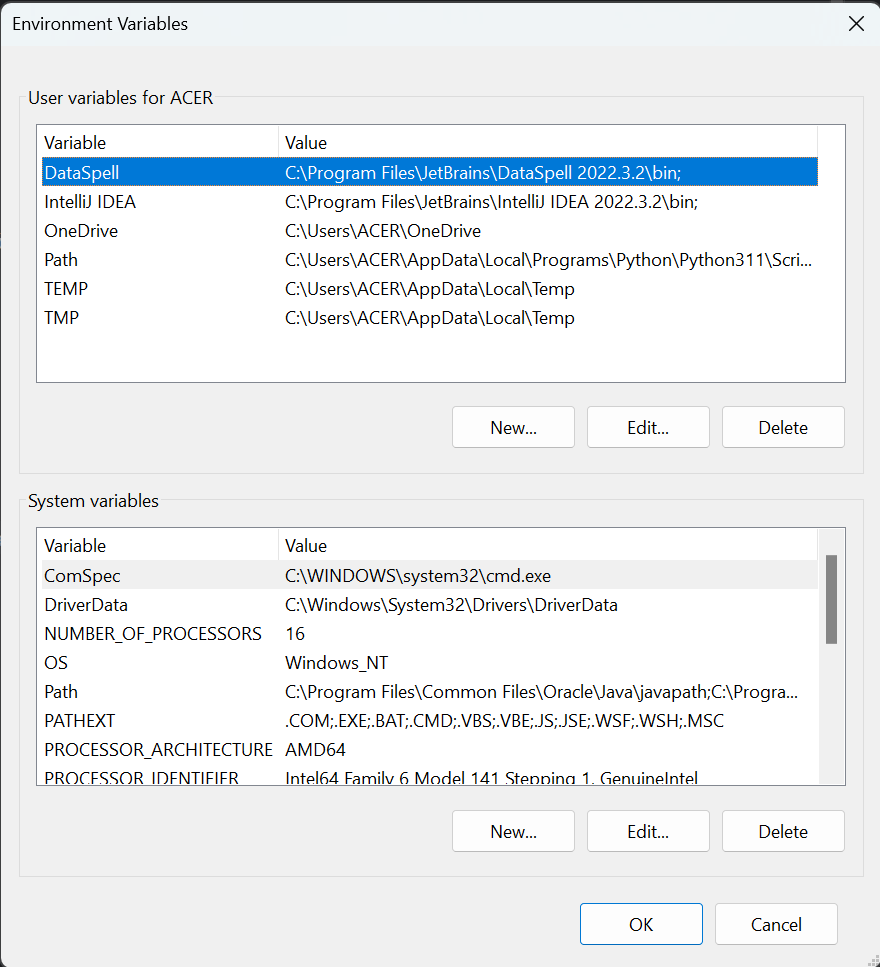 Environment Variables
User variables for ACER
Variable Value
DataSpell C:\Program Files\JetBrains\DataSpell 2022.3.2\bin;
IntelliJ IDEA C:\Program Files\JetBrains\IntelliJ IDEA 2022.3.2\bin;
OneDrive C:\Users\ACER\OneDrive
Path C:\Users\ACER\AppData\Local\Programs\Python\Python311\Scri...
TEMP C:\Users\ACER\AppData\Local\Temp
TMP C:\Users\ACER\AppData\Local\Temp
New... Edit... Delete
System variables
Variable Value
ComSpec C:\WINDOWS\system32\cmd.exe
DriverData C:\Windows\System32\Drivers\DriverData
NUMBER_OF_PROCESSORS 16
OS Windows_NT
Path C:\Program Files\Common Files\Oracle\Java\javapath;C:\Progra...
PATHEXT .COM;.EXE;.BAT;.CMD;.VBS;.VBE;.JS;.JSE;.WSF;.WSH;.MSC
PROCESSOR_ARCHITECTURE AMD64
PROCESSOR_IDENTIFIER Intel64 Family 6 Model 141 Stepping 1, GenuineIntel
New... Edit... Delete
OK Cancel